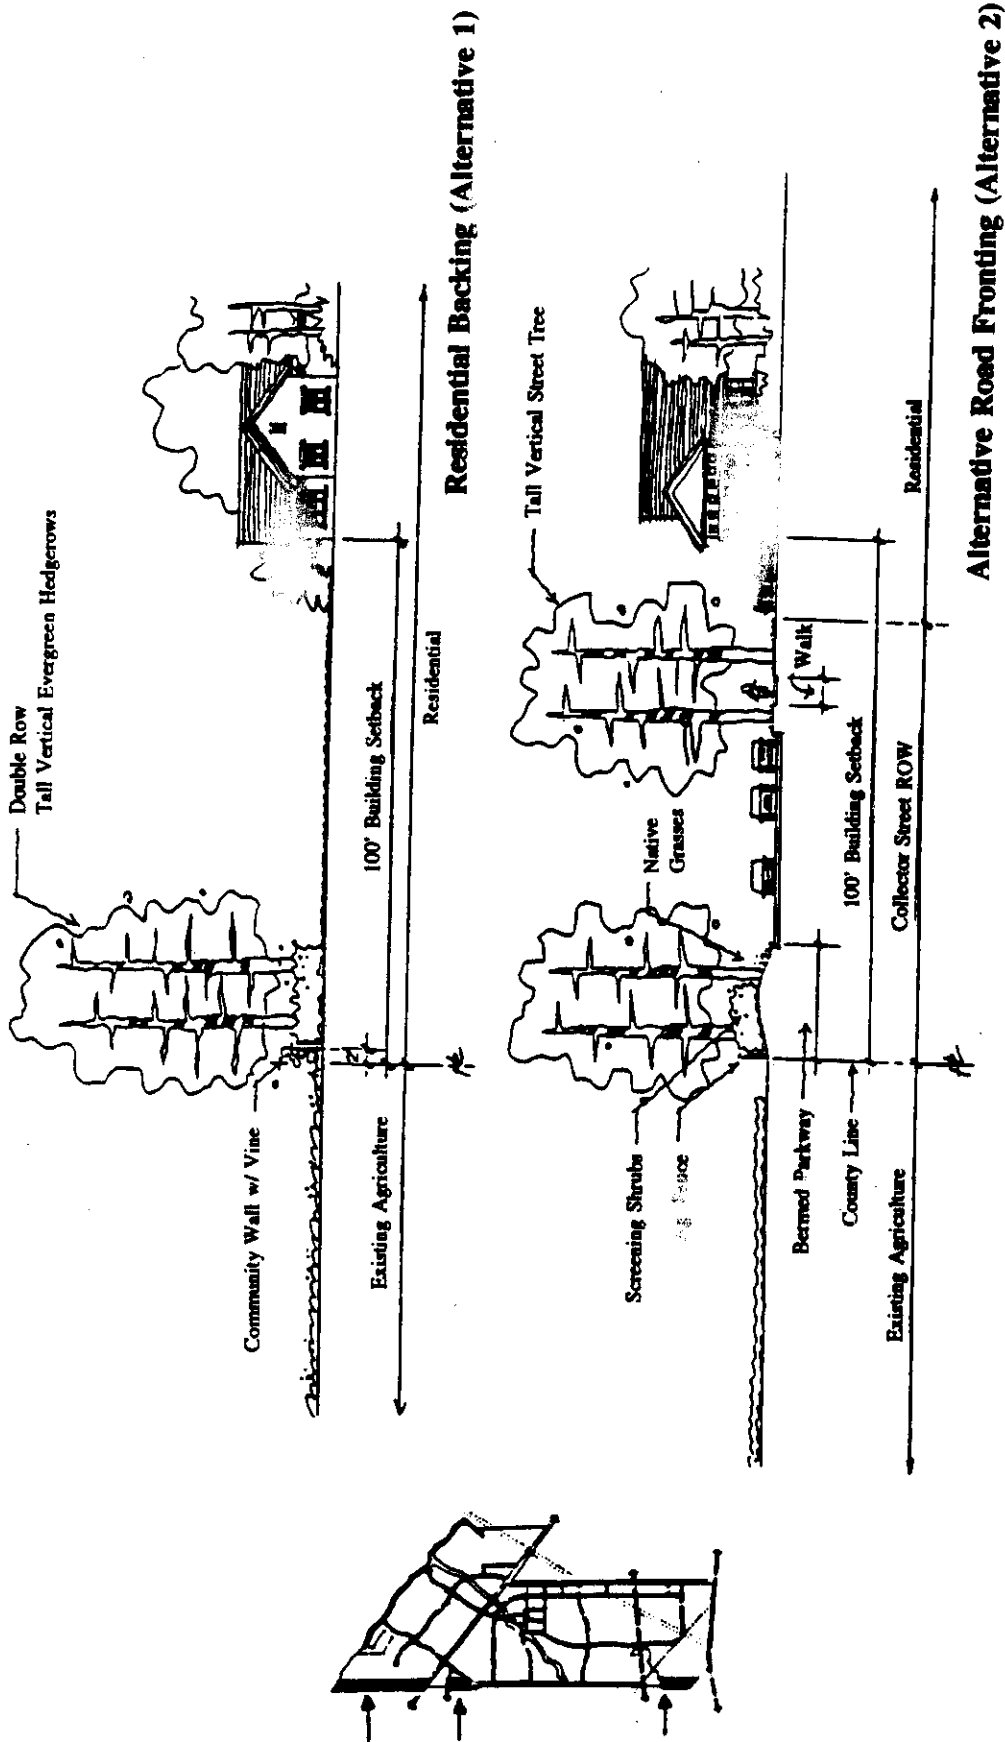 Double Row
Tall Vertical Evergreen Hedgerows
Community Wall w/ Vine
2'
100' Building Setback
Existing Agriculture
Residential
Residential Backing (Alternative 1)
Tall Vertical Street Tree
Native
Grasses
Screening Shrubs
Fence
Walk
Bermed Parkway
100' Building Setback
County Line
Collector Street ROW
Existing Agriculture
Residential
Alternative Road Fronting (Alternative 2)